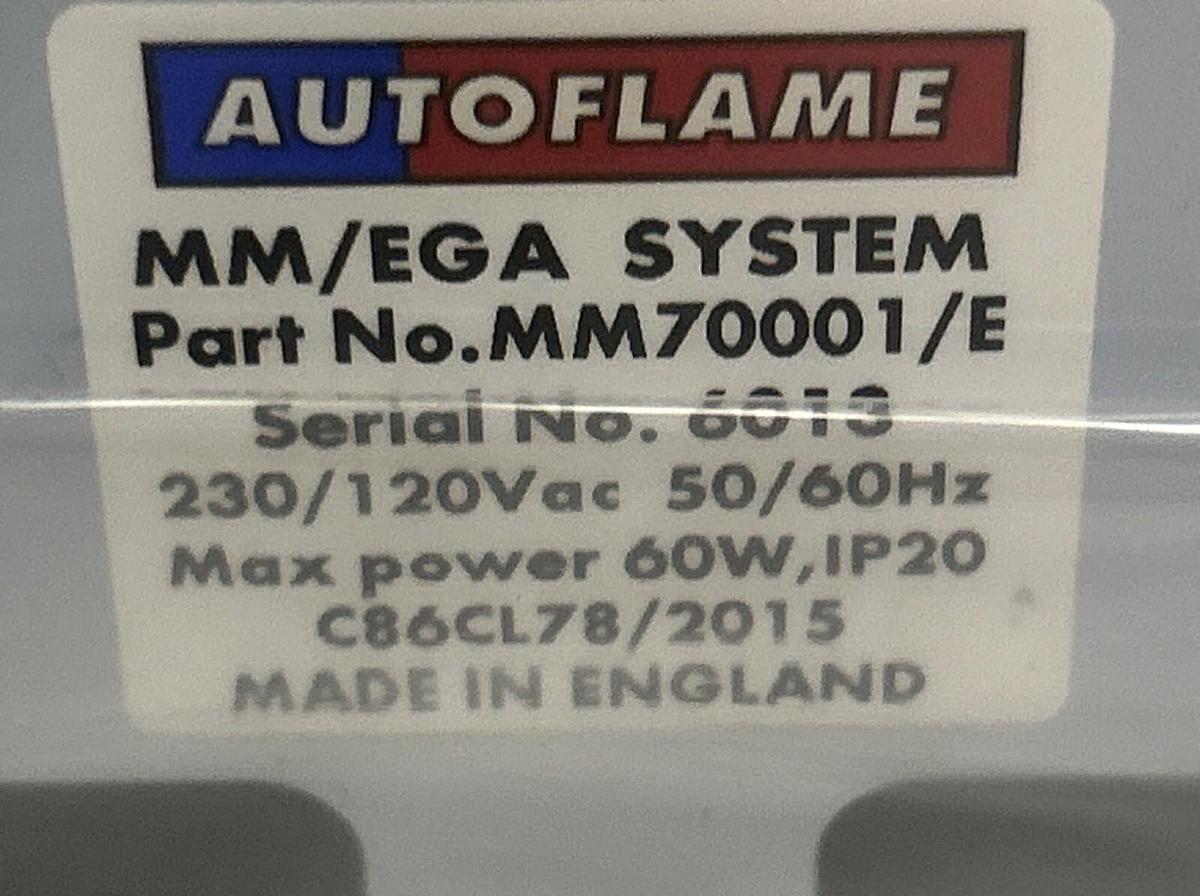 AUTOFLAME
MM/EGA SYSTEM
Part No.MM70001/E
Serial No. 6013
230/120Vac 50/60Hz
Max power 60W,IP20
C86CL78/2015
MADE IN ENGLAND